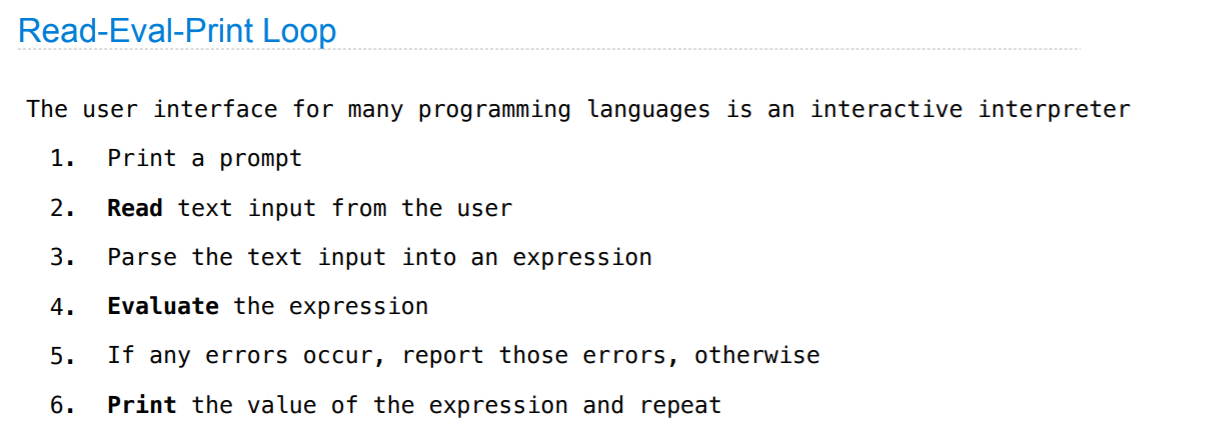 Read-Eval-Print Loop
The user interface for many programming languages is an interactive interpreter
1. Print a prompt
2. Read text input from the user
3. Parse the text input into an expression
4. Evaluate the expression
5. If any errors occur, report those errors, otherwise
6. Print the value of the expression and repeat